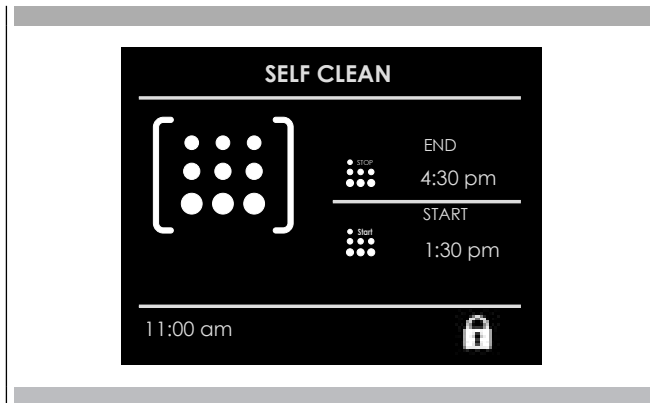 SELF CLEAN
STOP
END
4:30 pm
Start
START
1:30 pm
11:00 am